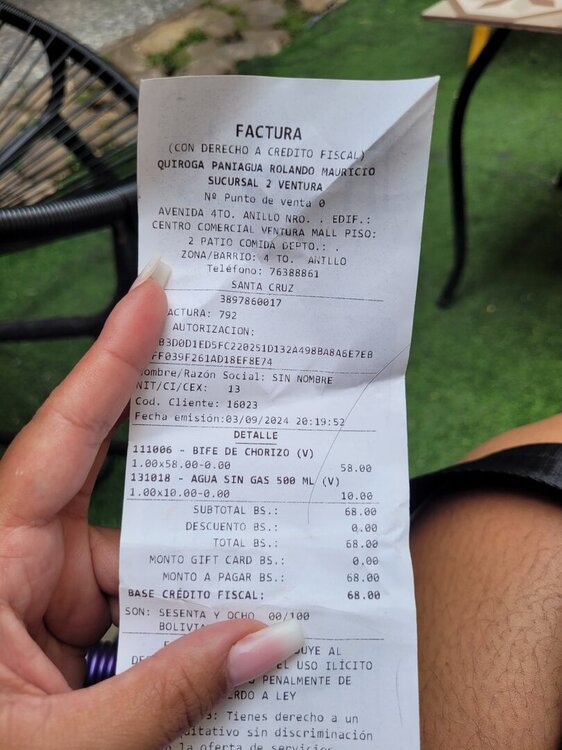 FACTURA
(CON DERECHO A CREDITO FISCAL)
QUIROGA PANIAGUA ROLANDO MAURICIO
SUCURSAL 2 VENTURA
Nº Punto de venta 0
AVENIDA 4TO. ANILLO NRO. . EDIF.:
CENTRO COMERCIAL VENTURA MALL PISO:
2 PATIO COMIDA DEPTO.: .
ZONA/BARRIO: 4 TO. ANILLO
Teléfono: 76388861
SANTA CRUZ
3897860017
ACTURA: 792
AUTORIZACION:
B3D0D1ED5FC220251D132A498BA8A6E7EB
FF039F261AD18EF8E74
Nombre/Razón Social: SIN NOMBRE
NIT/CI/CEX: 13
Cod. Cliente: 16023
Fecha emisión:03/09/2024 20:19:52
DETALLE
111006 - BIFE DE CHORIZO (V)
1.00x58.00-0.00 58.00
131018 - AGUA SIN GAS 500 ML (V)
1.00x10.00-0.00 10.00
SUBTOTAL BS.: 68.00
DESCUENTO BS.: 0.00
TOTAL BS.: 68.00
MONTO GIFT CARD BS.: 0.00
MONTO A PAGAR BS.: 68.00
BASE CRÉDITO FISCAL: 68.00
SON: SESENTA Y OCHO 00/100
BOLIVIA
UYE AL
EL USO ILÍCITO
PENALMENTE DE
ERDO A LEY
: Tienes derecho a un
uitativo sin discriminación
la oferta de servicios